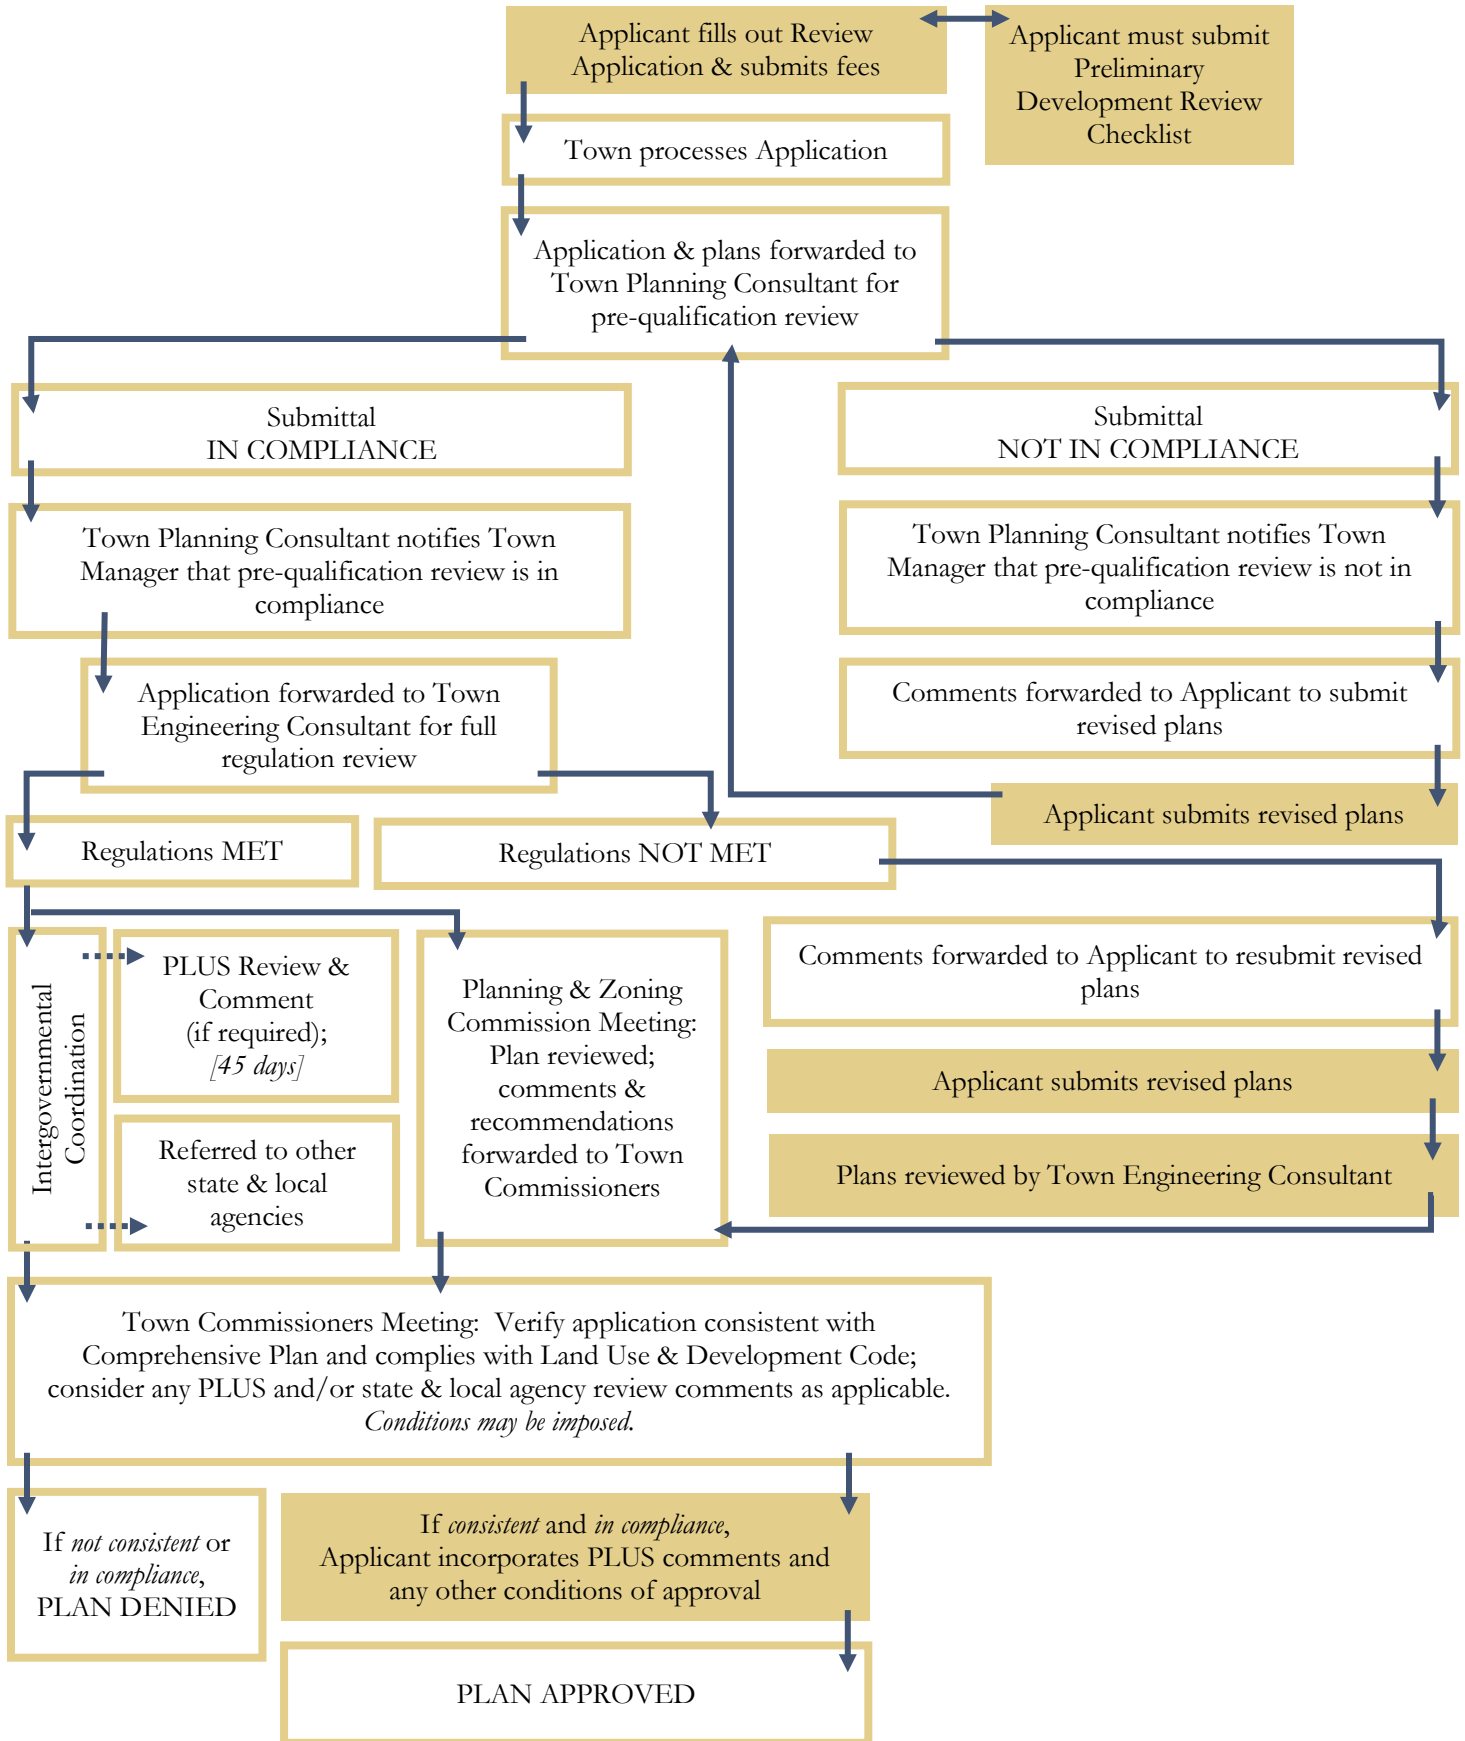 Applicant fills out Review
Application & submits fees
Applicant must submit
Preliminary
Development Review
Checklist
Town processes Application
Application & plans forwarded to
Town Planning Consultant for
pre-qualification review
Submittal
IN COMPLIANCE
Submittal
NOT IN COMPLIANCE
Town Planning Consultant notifies Town
Manager that pre-qualification review is in
compliance
Town Planning Consultant notifies Town
Manager that pre-qualification review is not in
compliance
Application forwarded to Town
Engineering Consultant for full
regulation review
Comments forwarded to Applicant to submit
revised plans
Applicant submits revised plans
Regulations MET
Regulations NOT MET
Intergovernmental
Coordination
PLUS Review &
Comment
(if required);
[45 days]
Referred to other
state & local
agencies
Planning & Zoning
Commission Meeting:
Plan reviewed;
comments &
recommendations
forwarded to Town
Commissioners
Comments forwarded to Applicant to resubmit revised
plans
Applicant submits revised plans
Plans reviewed by Town Engineering Consultant
Town Commissioners Meeting:  Verify application consistent with
Comprehensive Plan and complies with Land Use & Development Code;
consider any PLUS and/or state & local agency review comments as applicable.
Conditions may be imposed.
If not consistent or
in compliance,
PLAN DENIED
If consistent and in compliance,
Applicant incorporates PLUS comments and
any other conditions of approval
PLAN APPROVED